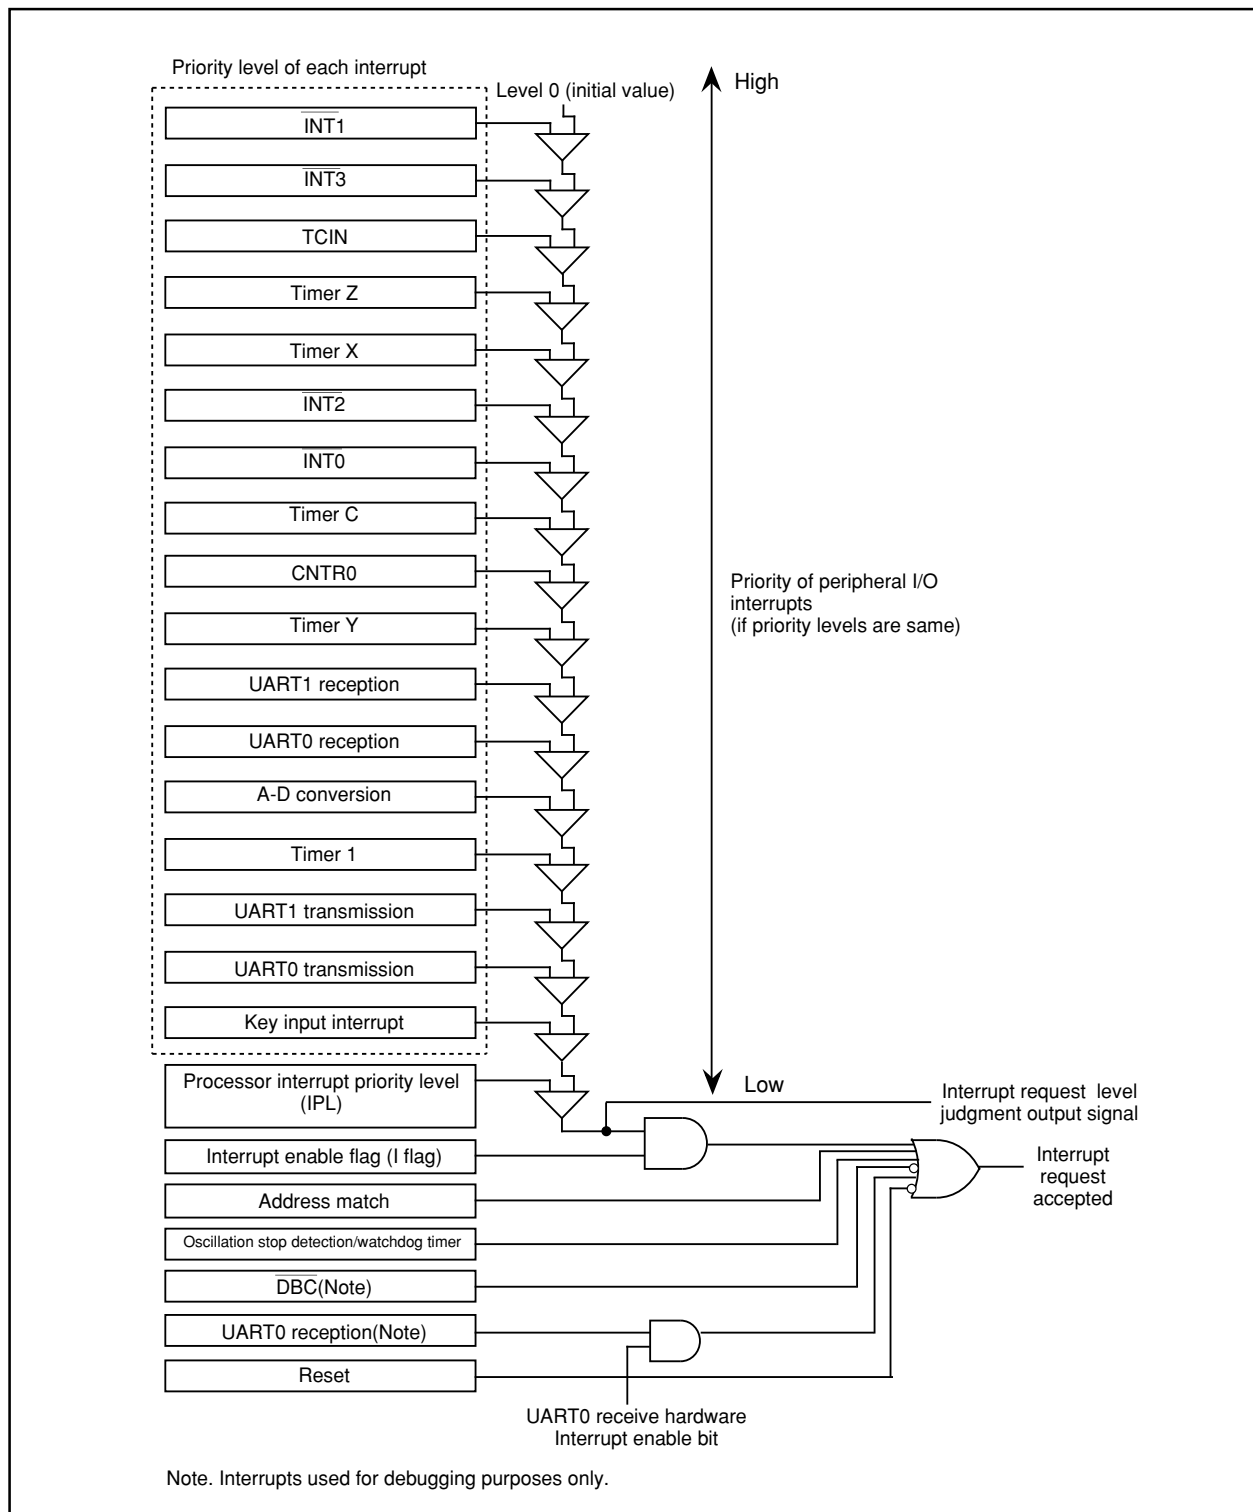 Priority level of each interrupt
Level 0 (initial value)
High
INT1
INT3
TCIN
Timer Z
Timer X
INT2
INT0
Timer C
CNTR0
Timer Y
UART1 reception
UART0 reception
A-D conversion
Timer 1
UART1 transmission
UART0 transmission
Key input interrupt
Processor interrupt priority level
(IPL)
Interrupt enable flag (I flag)
Address match
Oscillation stop detection/watchdog timer
DBC(Note)
UART0 reception(Note)
Reset
Priority of peripheral I/O
interrupts
(if priority levels are same)
Low
Interrupt request level
judgment output signal
Interrupt
request
accepted
UART0 receive hardware
Interrupt enable bit
Note. Interrupts used for debugging purposes only.